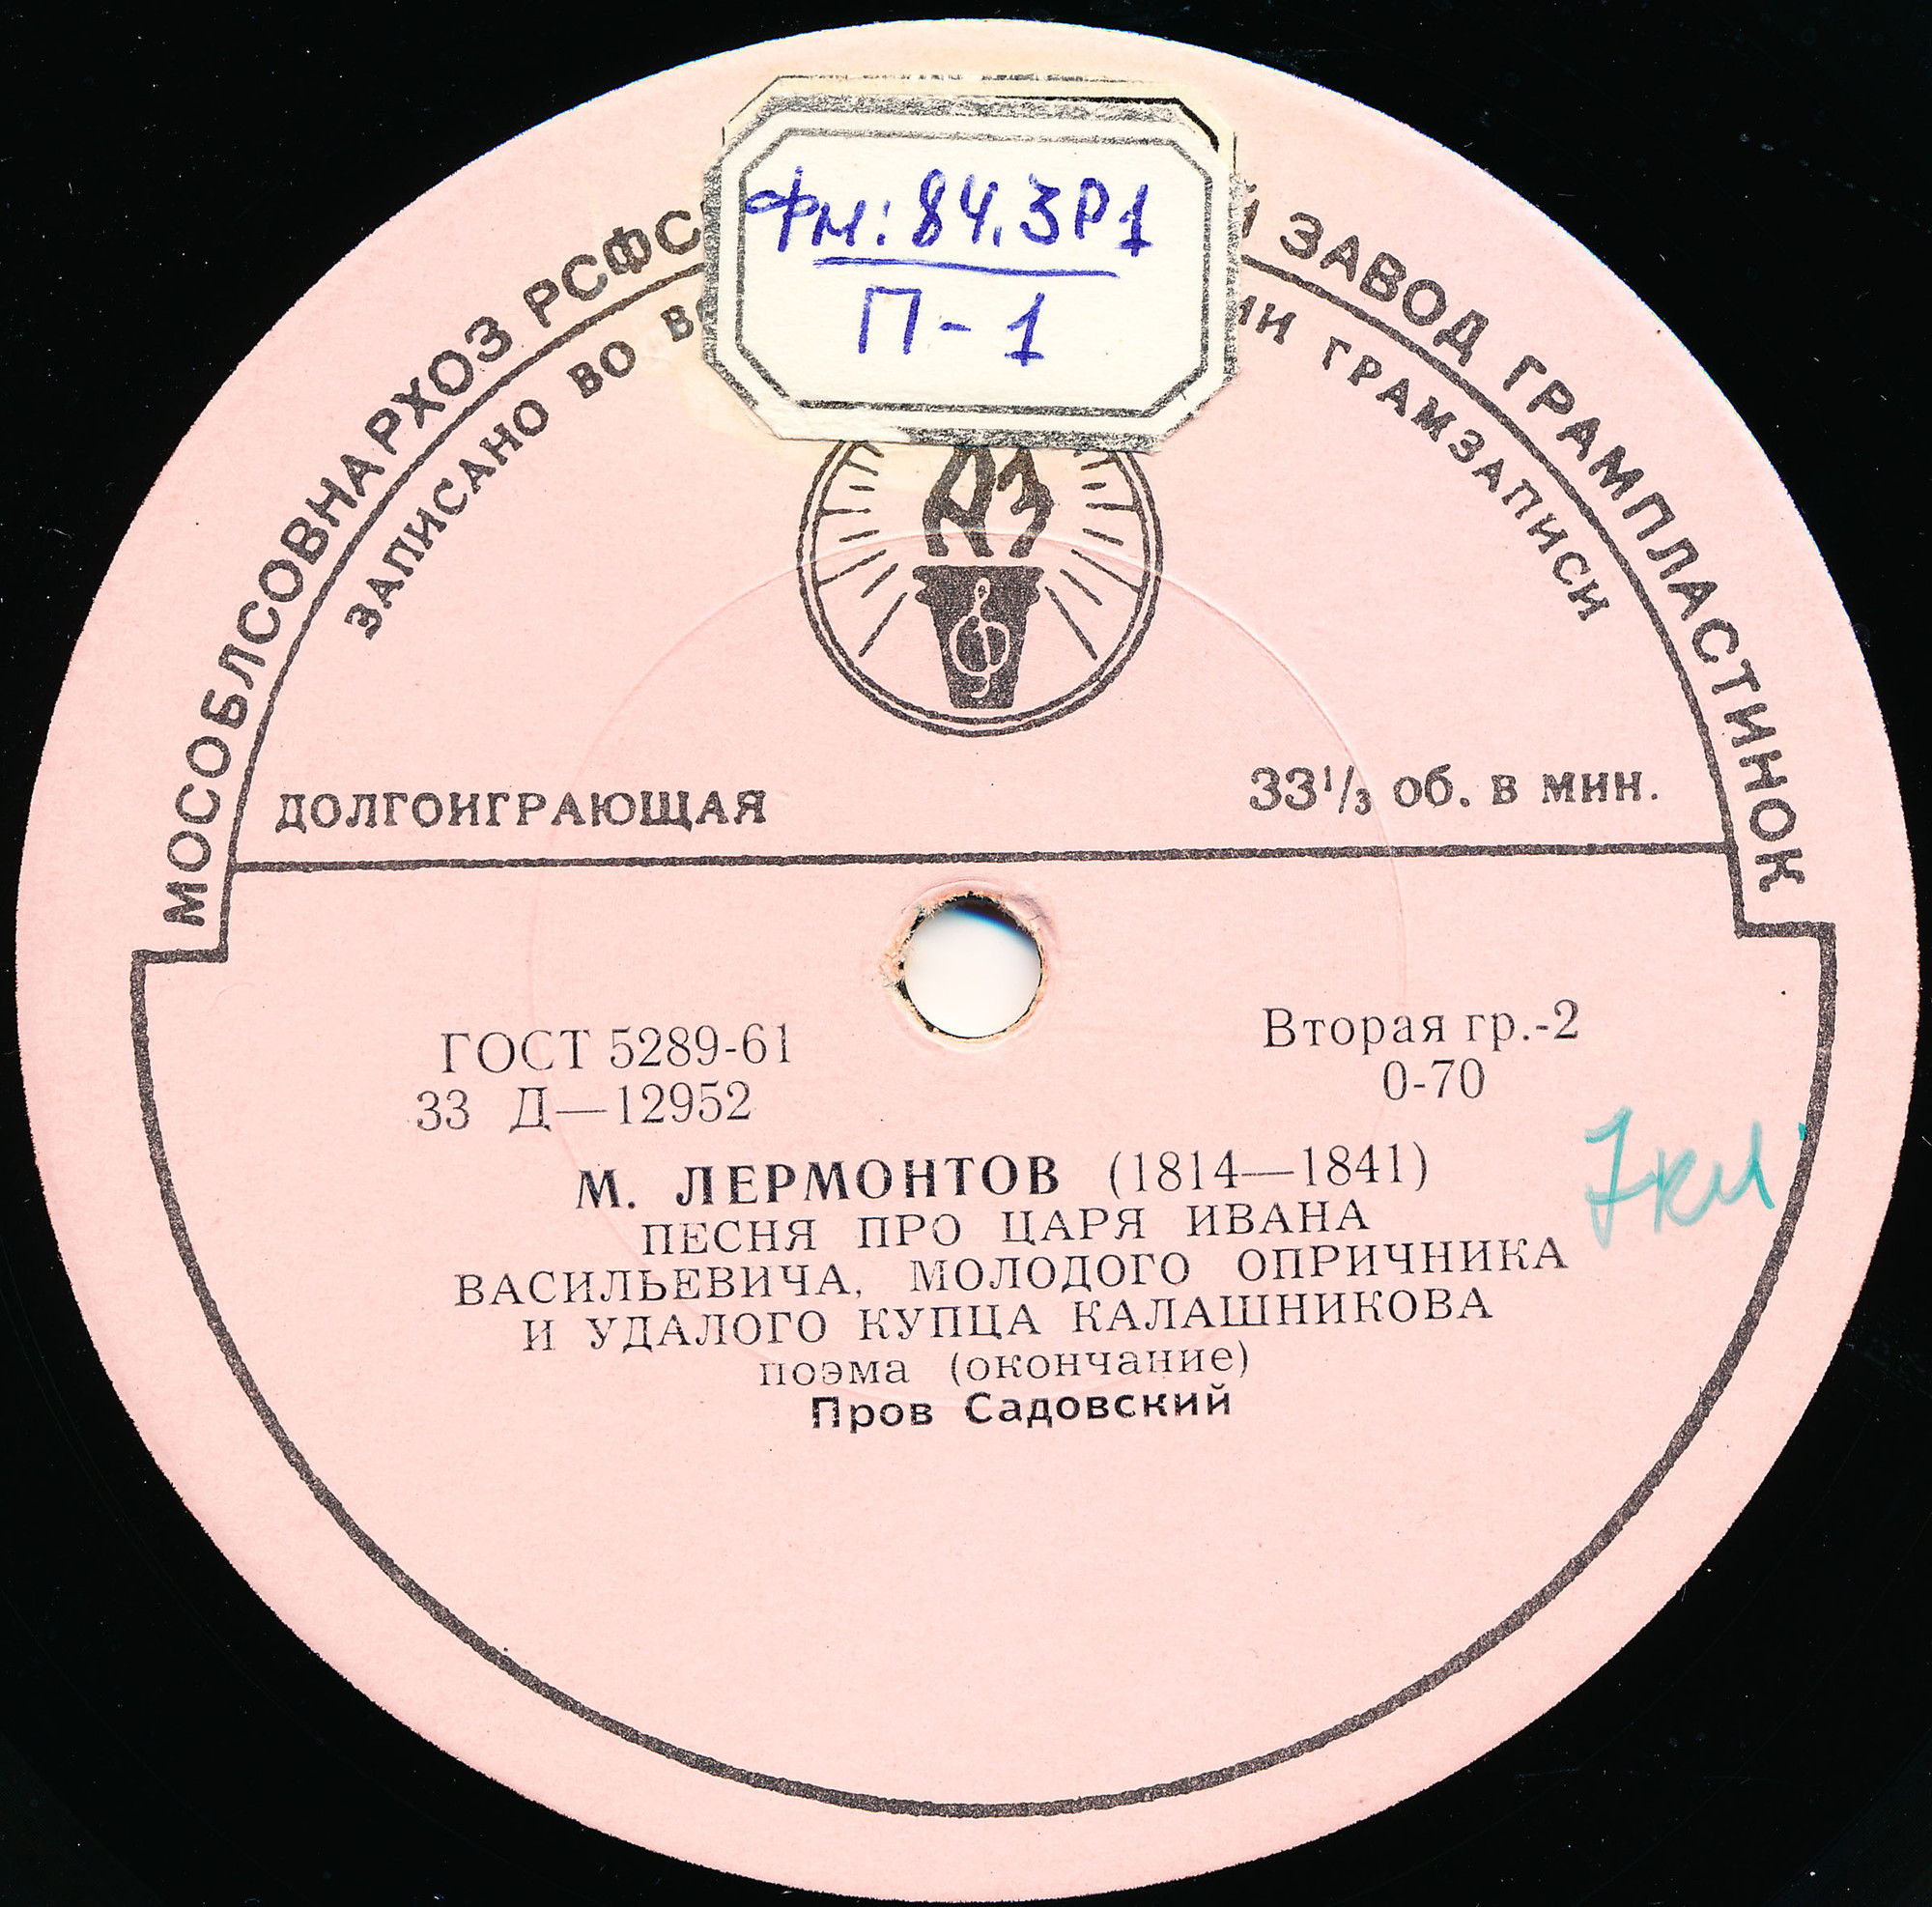 Фм: 84.3Р1
П-1
МОСОБЛСОВНАРХОЗ РСФС
ЗАВОД ГРАМПЛАСТИНОК
ЗАПИСАНО ВО
ГРАМЗАПИСИ
ДОЛГОИГРАЮЩАЯ
33¹/₃ об. в мин.
ГОСТ 5289-61
Вторая гр.-2
33 Д—12952
0-70
М. ЛЕРМОНТОВ (1814—1841)
ПЕСНЯ ПРО ЦАРЯ ИВАНА
ВАСИЛЬЕВИЧА, МОЛОДОГО ОПРИЧНИКА
И УДАЛОГО КУПЦА КАЛАШНИКОВА
поэма (окончание)
Пров Садовский